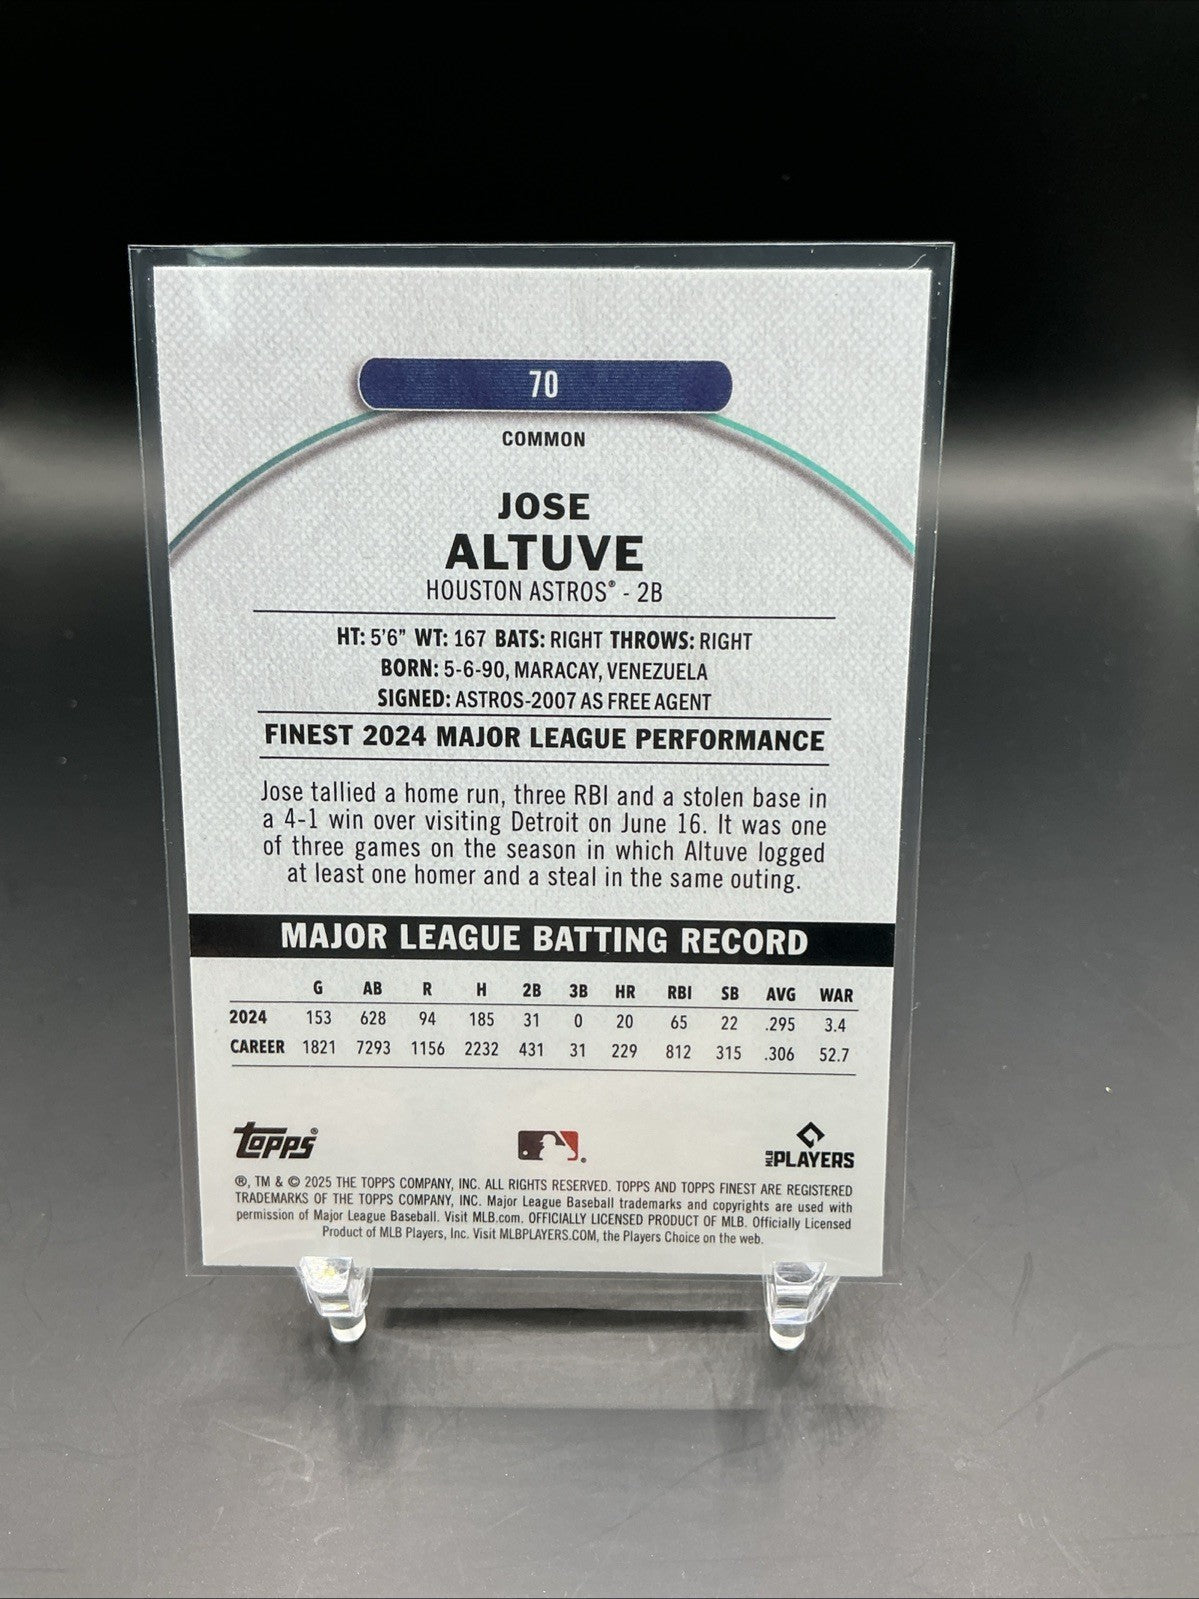 70
COMMON
JOSE
ALTUVE
HOUSTON ASTROS® - 2B
HT: 5'6" WT: 167 BATS: RIGHT THROWS: RIGHT
BORN: 5-6-90, MARACAY, VENEZUELA
SIGNED: ASTROS-2007 AS FREE AGENT
FINEST 2024 MAJOR LEAGUE PERFORMANCE
Jose tallied a home run, three RBI and a stolen base in
a 4-1 win over visiting Detroit on June 16. It was one
of three games on the season in which Altuve logged
at least one homer and a steal in the same outing.
MAJOR LEAGUE BATTING RECORD
G AB R H 2B 3B HR RBI SB AVG WAR
2024 153 628 94 185 31 0 20 65 22 .295 3.4
CAREER 1821 7293 1156 2232 431 31 229 812 315 .306 52.7
Topps® MLB PLAYERS
®, TM & © 2025 THE TOPPS COMPANY, INC. ALL RIGHTS RESERVED. TOPPS AND TOPPS FINEST ARE REGISTERED
TRADEMARKS OF THE TOPPS COMPANY, INC. Major League Baseball trademarks and copyrights are used with
permission of Major League Baseball. Visit MLB.com. OFFICIALLY LICENSED PRODUCT OF MLB. Officially Licensed
Product of MLB Players, Inc. Visit MLBPLAYERS.COM, the Players Choice on the web.